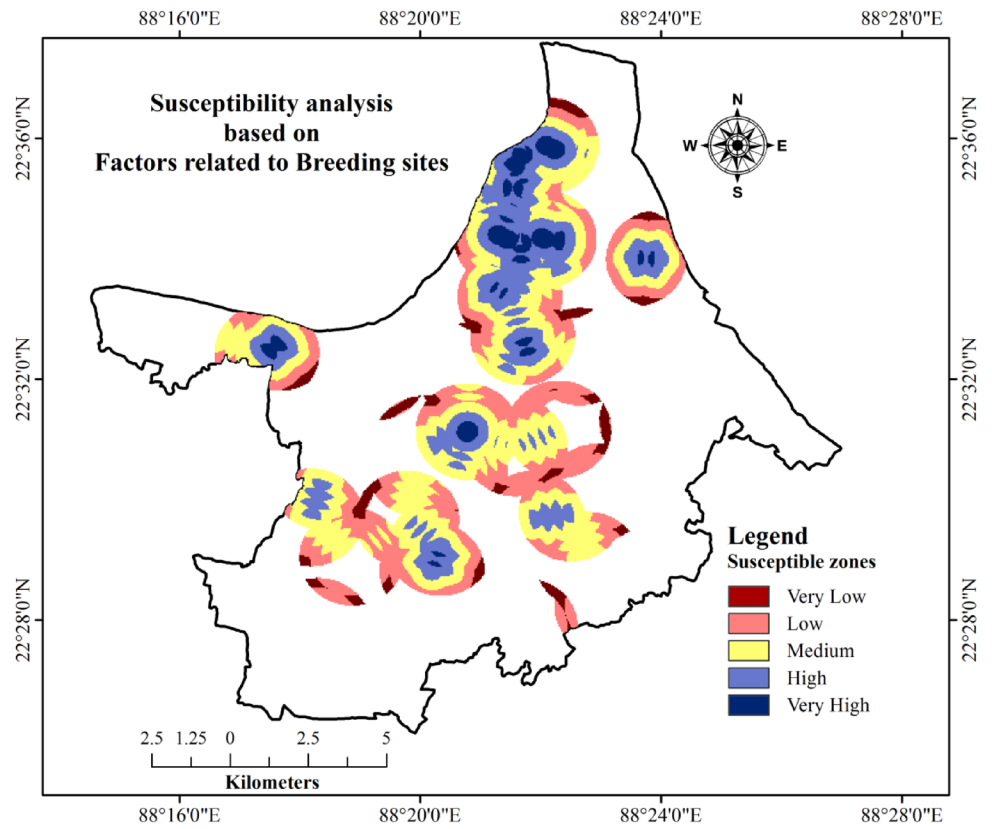 88°16'0"E 88°20'0"E 88°24'0"E 88°28'0"E
Susceptibility analysis
based on
Factors related to Breeding sites
N
W E
S
22°36'0"N 22°36'0"N
22°32'0"N 22°32'0"N
22°28'0"N 22°28'0"N
Legend
Susceptible zones
Very Low
Low
Medium
High
Very High
2.5 1.25 0 2.5 5
Kilometers
88°16'0"E 88°20'0"E 88°24'0"E 88°28'0"E